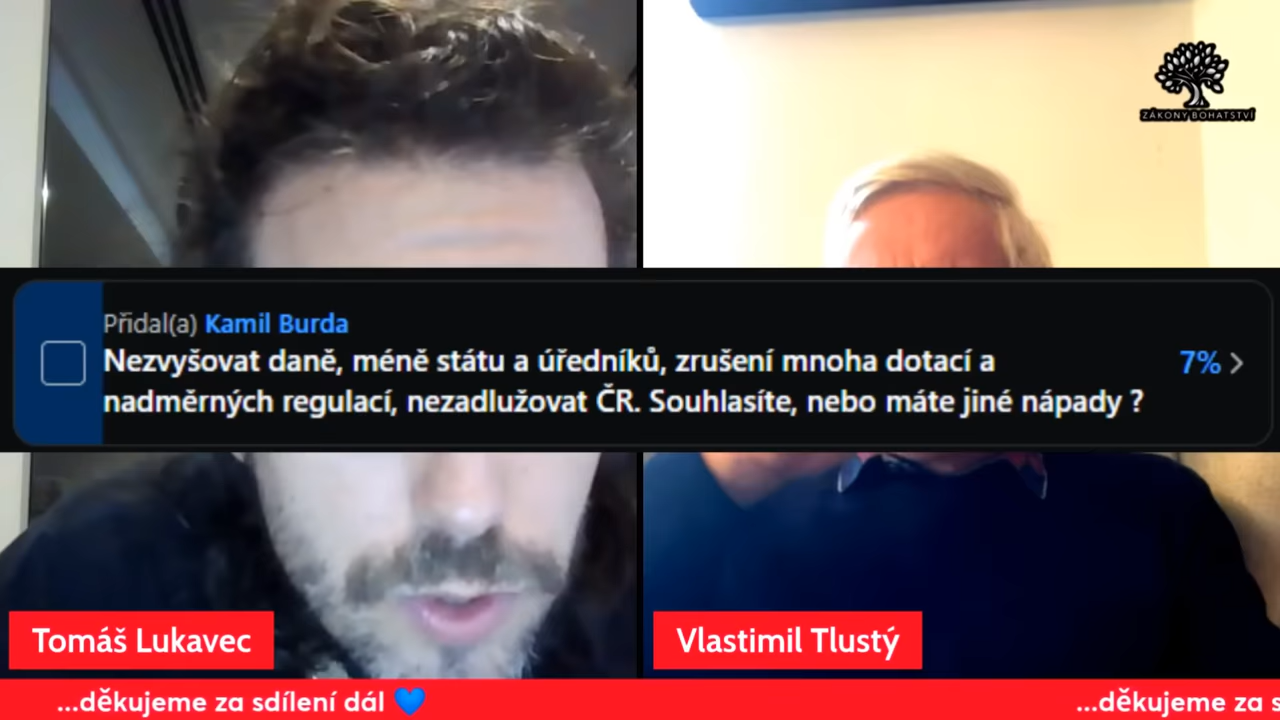 ZÁKONY BOHATSTVÍ
Přidal(a) Kamil Burda
Nezvyšovat daně, méně státu a úředníků, zrušení mnoha dotací a
nadměrných regulací, nezadlužovat ČR. Souhlasíte, nebo máte jiné nápady ?
7%
Tomáš Lukavec
Vlastimil Tlustý
...děkujeme za sdílení dál 💙
...děkujeme za s